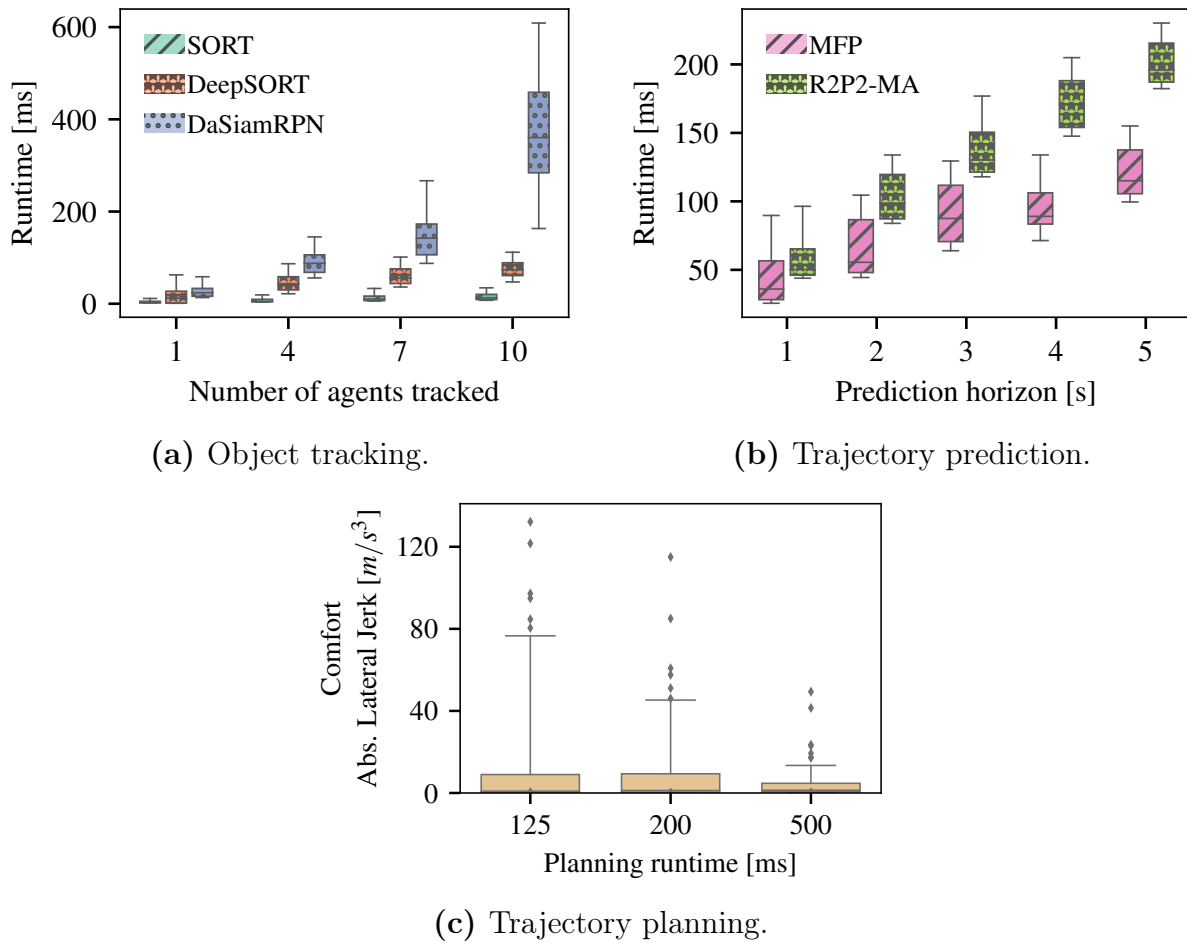 600
400
200
0
Runtime [ms]
SORT
DeepSORT
DaSiamRPN
1 4 7 10
Number of agents tracked
(a) Object tracking.
200
150
100
50
Runtime [ms]
MFP
R2P2-MA
1 2 3 4 5
Prediction horizon [s]
(b) Trajectory prediction.
Comfort
Abs. Lateral Jerk [m/s³]
120
80
40
0
125 200 500
Planning runtime [ms]
(c) Trajectory planning.